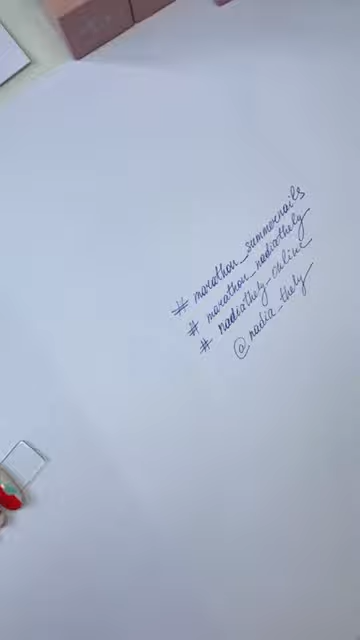 # marathon_summernails
# marathon_nadiathely
# nadiathely_online
@nadia_thely